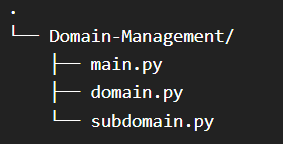 .
└── Domain-Management/
    ├── main.py
    ├── domain.py
    └── subdomain.py